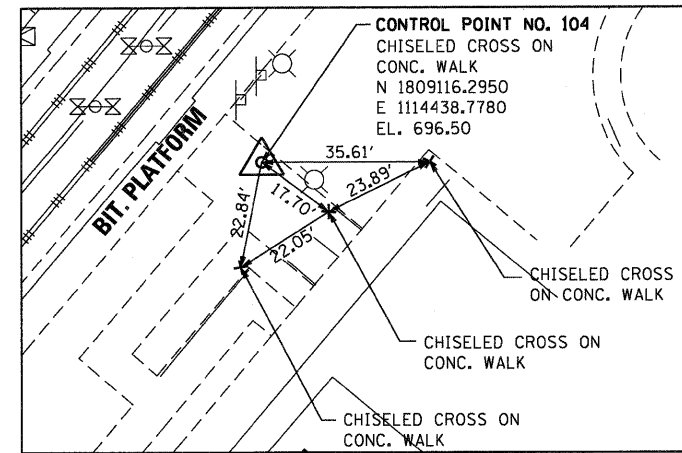 CONTROL POINT NO. 104
CHISELED CROSS ON
CONC. WALK
N 1809116.2950
E 1114438.7780
EL. 696.50
BIT. PLATFORM
35.61'
23.89'
17.70'
22.84'
22.05'
CHISELED CROSS
ON CONC. WALK
CHISELED CROSS ON
CONC. WALK
CHISELED CROSS ON
CONC. WALK